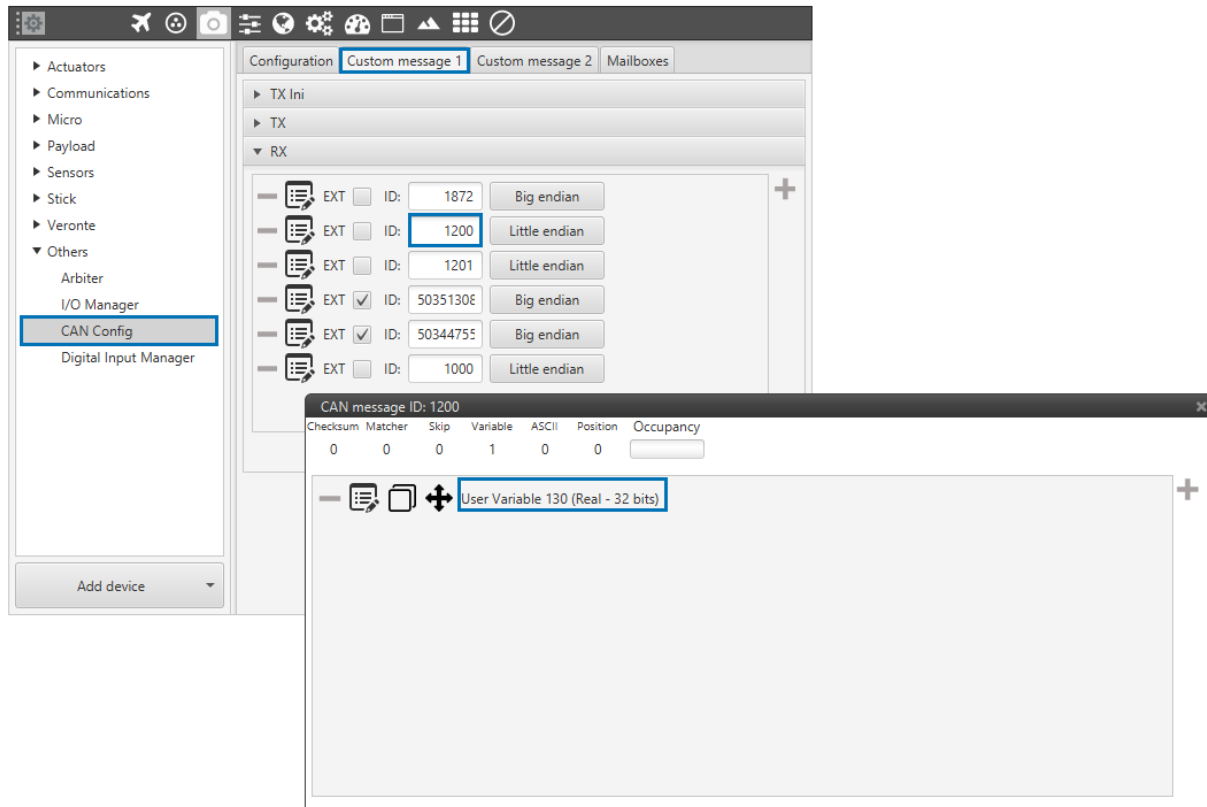 Configuration Custom message 1 Custom message 2 Mailboxes
Actuators
Communications
Micro
Payload
Sensors
Stick
Veronte
Others
Arbiter
I/O Manager
CAN Config
Digital Input Manager
Add device
TX Ini
TX
RX
EXT ID: 1872 Big endian
EXT ID: 1200 Little endian
EXT ID: 1201 Little endian
EXT ID: 50351308 Big endian
EXT ID: 50344755 Big endian
EXT ID: 1000 Little endian
CAN message ID: 1200
Checksum Matcher Skip Variable ASCII Position Occupancy
0 0 0 1 0 0
User Variable 130 (Real - 32 bits)